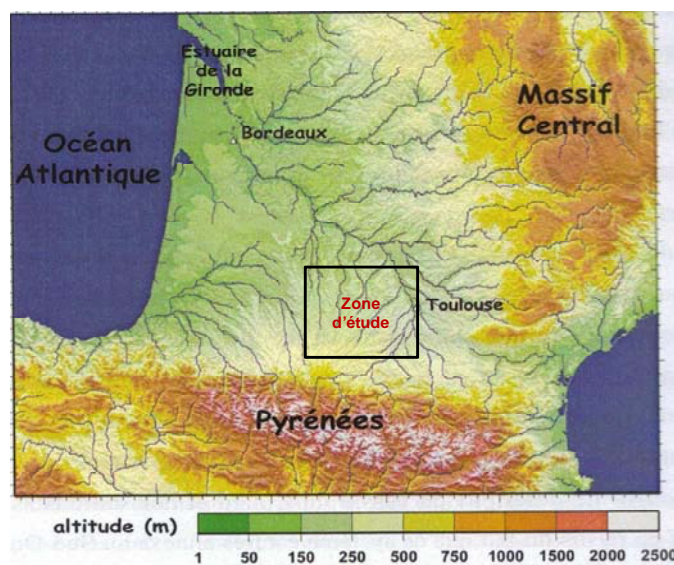 Estuaire
de la
Gironde
Massif
Central
Bordeaux
Océan
Atlantique
Zone
d'étude
Toulouse
Pyrénées
altitude (m)
1 50 150 250 500 750 1000 1500 2000 2500